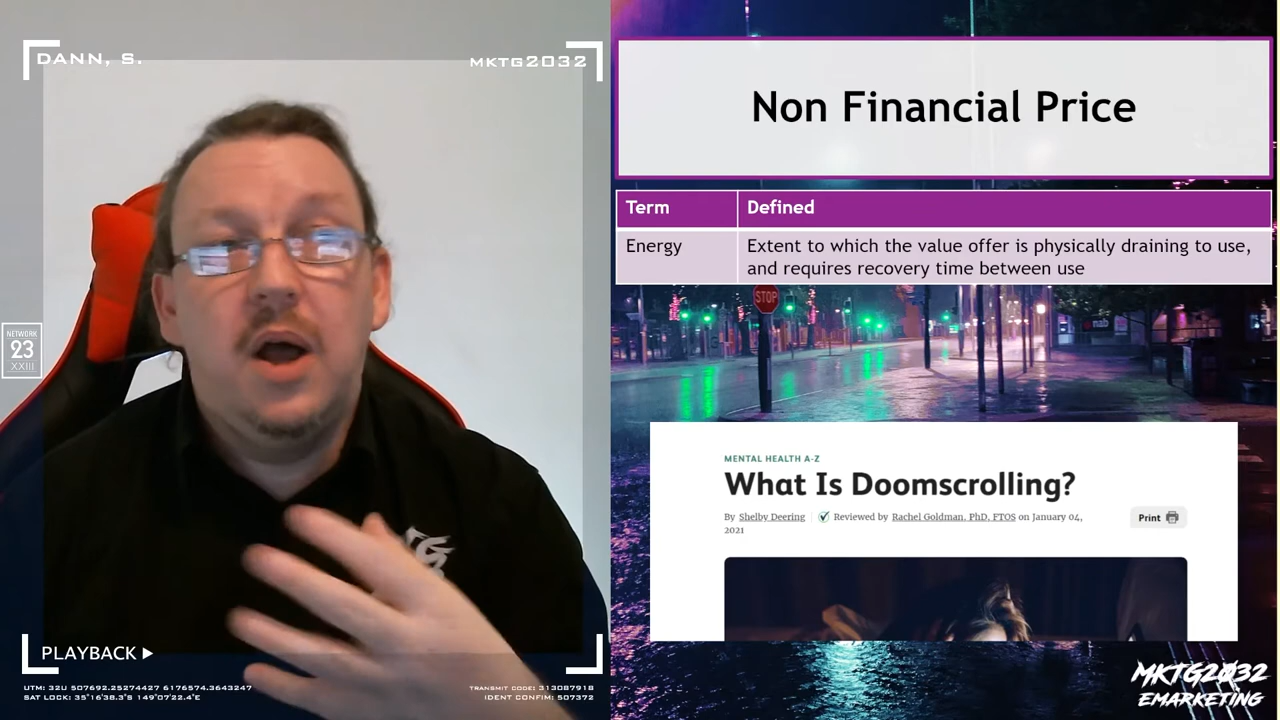 DANN, S.
MKTG2032
NETWORK
23
XXIII
PLAYBACK
UTM: 32U 507692.25274427 6176574.3643247
SAT LOCK: 35°16'38.3"S 149°07'22.4"E
TRANSMIT CODE: 313087918
IDENT CONFIM: 507372
Non Financial Price
Term Defined
Energy Extent to which the value offer is physically draining to use,
and requires recovery time between use
STOP
nab
MENTAL HEALTH A-Z
What Is Doomscrolling?
By Shelby Deering Reviewed by Rachel Goldman, PhD, FTOS on January 04,
2021
Print
MKTG2032
EMARKETING